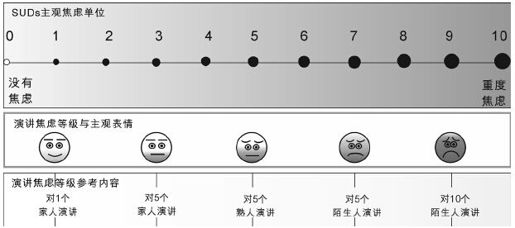 SUDs主观焦虑单位
0 1 2 3 4 5 6 7 8 9 10
没有
焦虑
重度
焦虑
演讲焦虑等级与主观表情
演讲焦虑等级参考内容
对1个
家人演讲
对5个
家人演讲
对5个
熟人演讲
对5个
陌生人演讲
对10个
陌生人演讲